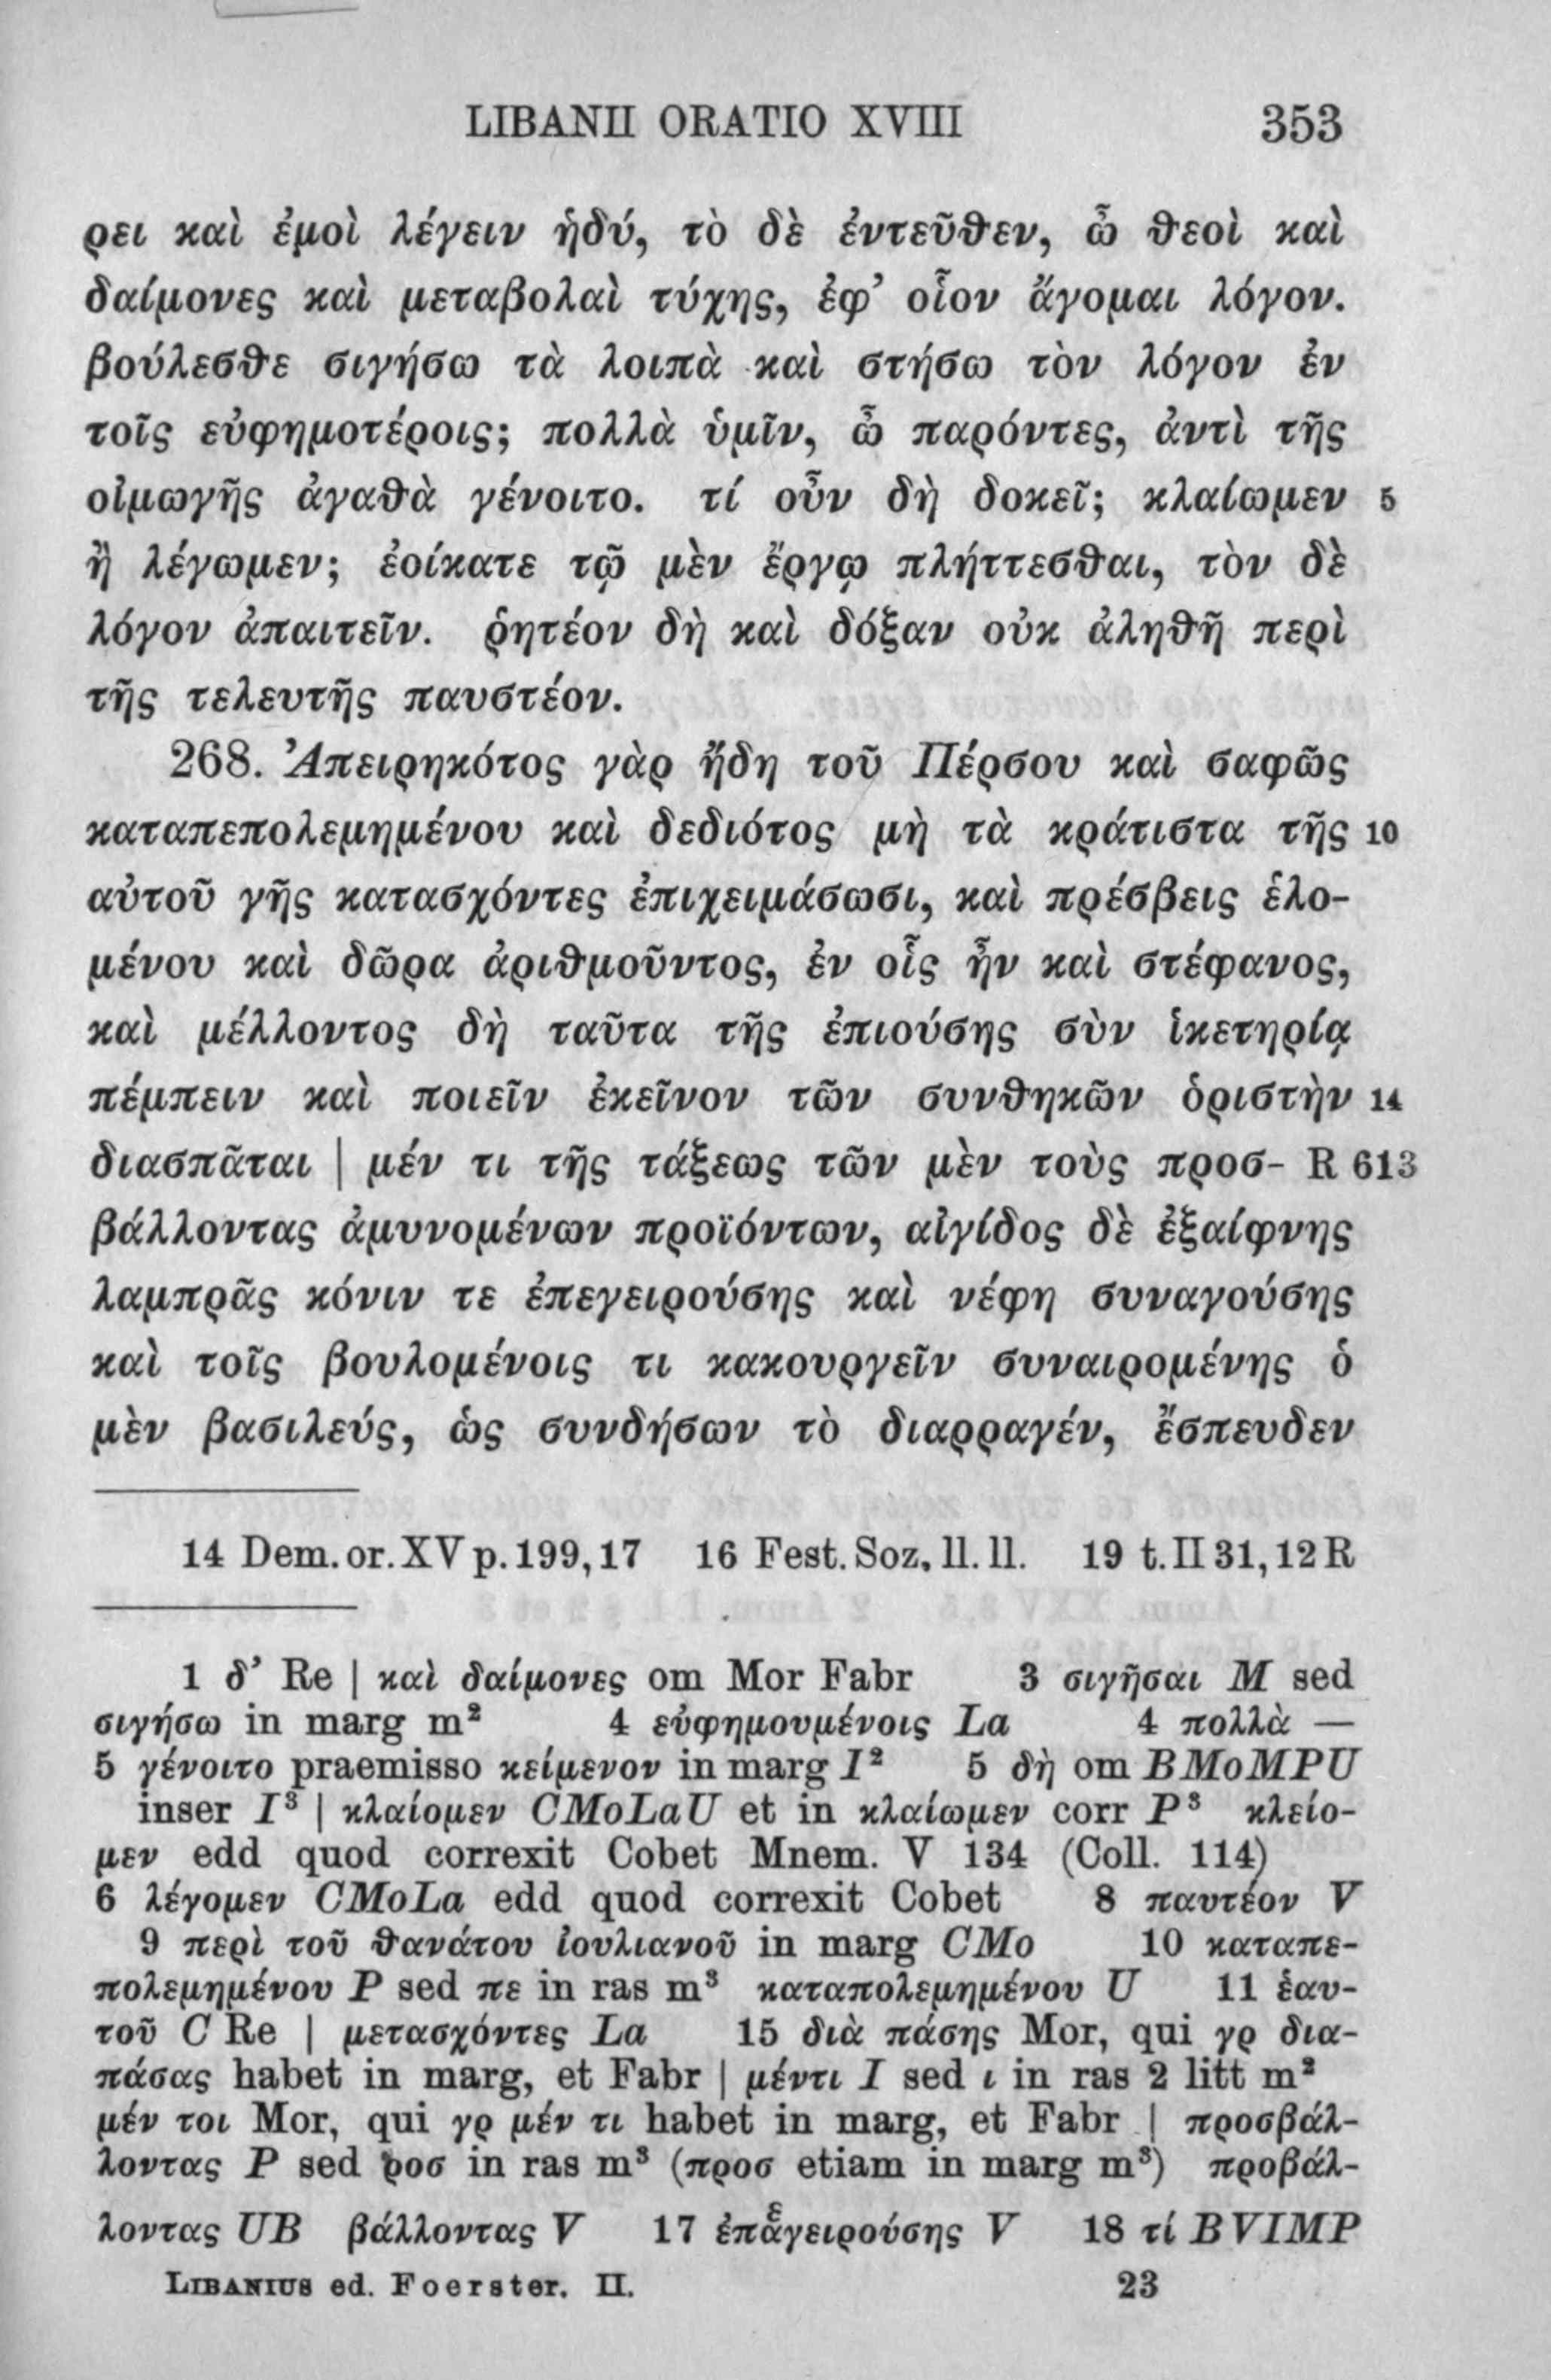 LIBANII ORATIO XVIII 353
ρει καὶ ἐμοὶ λέγειν ἡδύ, τὸ δὲ ἐντεῦθεν, ὦ θεοὶ καὶ
δαίμονες καὶ μεταβολαὶ τύχης, ἐφ’ οἷον ἄγομαι λόγον.
βούλεσθε σιγήσω τὰ λοιπὰ καὶ στήσω τὸν λόγον ἐν
τοῖς εὐφημοτέροις; πολλὰ ὑμῖν, ὦ παρόντες, ἀντὶ τῆς
οἰμωγῆς ἀγαθὰ γένοιτο. τί οὖν δὴ δοκεῖ; κλαίωμεν 5
ἢ λέγωμεν; ἐοίκατε τῷ μὲν ἔργῳ πλήττεσθαι, τὸν δὲ
λόγον ἀπαιτεῖν. ῥητέον δὴ καὶ δόξαν οὐκ ἀληθῆ περὶ
τῆς τελευτῆς παυστέον.
268. Ἀπειρηκότος γὰρ ἤδη τοῦ Πέρσου καὶ σαφῶς
καταπεπολεμημένου καὶ δεδιότος μὴ τὰ κράτιστα τῆς 10
αὑτοῦ γῆς κατασχόντες ἐπιχειμάσωσι, καὶ πρέσβεις ἑλο-
μένου καὶ δῶρα ἀριθμοῦντος, ἐν οἷς ἦν καὶ στέφανος,
καὶ μέλλοντος δὴ ταῦτα τῆς ἐπιούσης σὺν ἱκετηρίᾳ
πέμπειν καὶ ποιεῖν ἐκεῖνον τῶν συνθηκῶν ὁριστὴν 14
διασπᾶται | μέν τι τῆς τάξεως τῶν μὲν τοὺς προσ- R 613
βάλλοντας ἀμυνομένων προϊόντων, αἰγίδος δὲ ἐξαίφνης
λαμπρᾶς κόνιν τε ἐπεγειρούσης καὶ νέφη συναγούσης
καὶ τοῖς βουλομένοις τι κακουργεῖν συναιρομένης ὁ
μὲν βασιλεύς, ὡς συνδήσων τὸ διαρραγέν, ἔσπευδεν
14 Dem. or. XV p. 199, 17 16 Fest. Soz. ll. ll. 19 t. II 31, 12 R
1 δ’ Re | καὶ δαίμονες om Mor Fabr 3 σιγῆσαι M sed
σιγήσω in marg m² 4 εὐφημουμένοις La 4 πολλὰ —
5 γένοιτο praemisso κείμενον in marg I² 5 δὴ om BMoMPU
inser I³ | κλαίομεν CMoLaU et in κλαίωμεν corr P³ κλείο-
μεν edd quod correxit Cobet Mnem. V 134 (Coll. 114)
6 λέγομεν CMoLa edd quod correxit Cobet 8 παυτέον V
9 περὶ τοῦ θανάτου ἰουλιανοῦ in marg CMo 10 καταπε-
πολεμημένου P sed πε in ras m³ καταπολεμημένου U 11 ἑαυ-
τοῦ C Re | μετασχόντες La 15 διὰ πάσης Mor, qui γρ δια-
πάσας habet in marg, et Fabr | μέντι I sed ι in ras 2 litt m²
μέν τοι Mor, qui γρ μέν τι habet in marg, et Fabr | προσβάλ-
λοντας P sed ροσ in ras m³ (προσ etiam in marg m³) προβάλ-
λοντας UB βάλλοντας V 17 ἐπαγειρούσης V 18 τί BVIMP
LIBANIUS ed. Foerster. II. 23